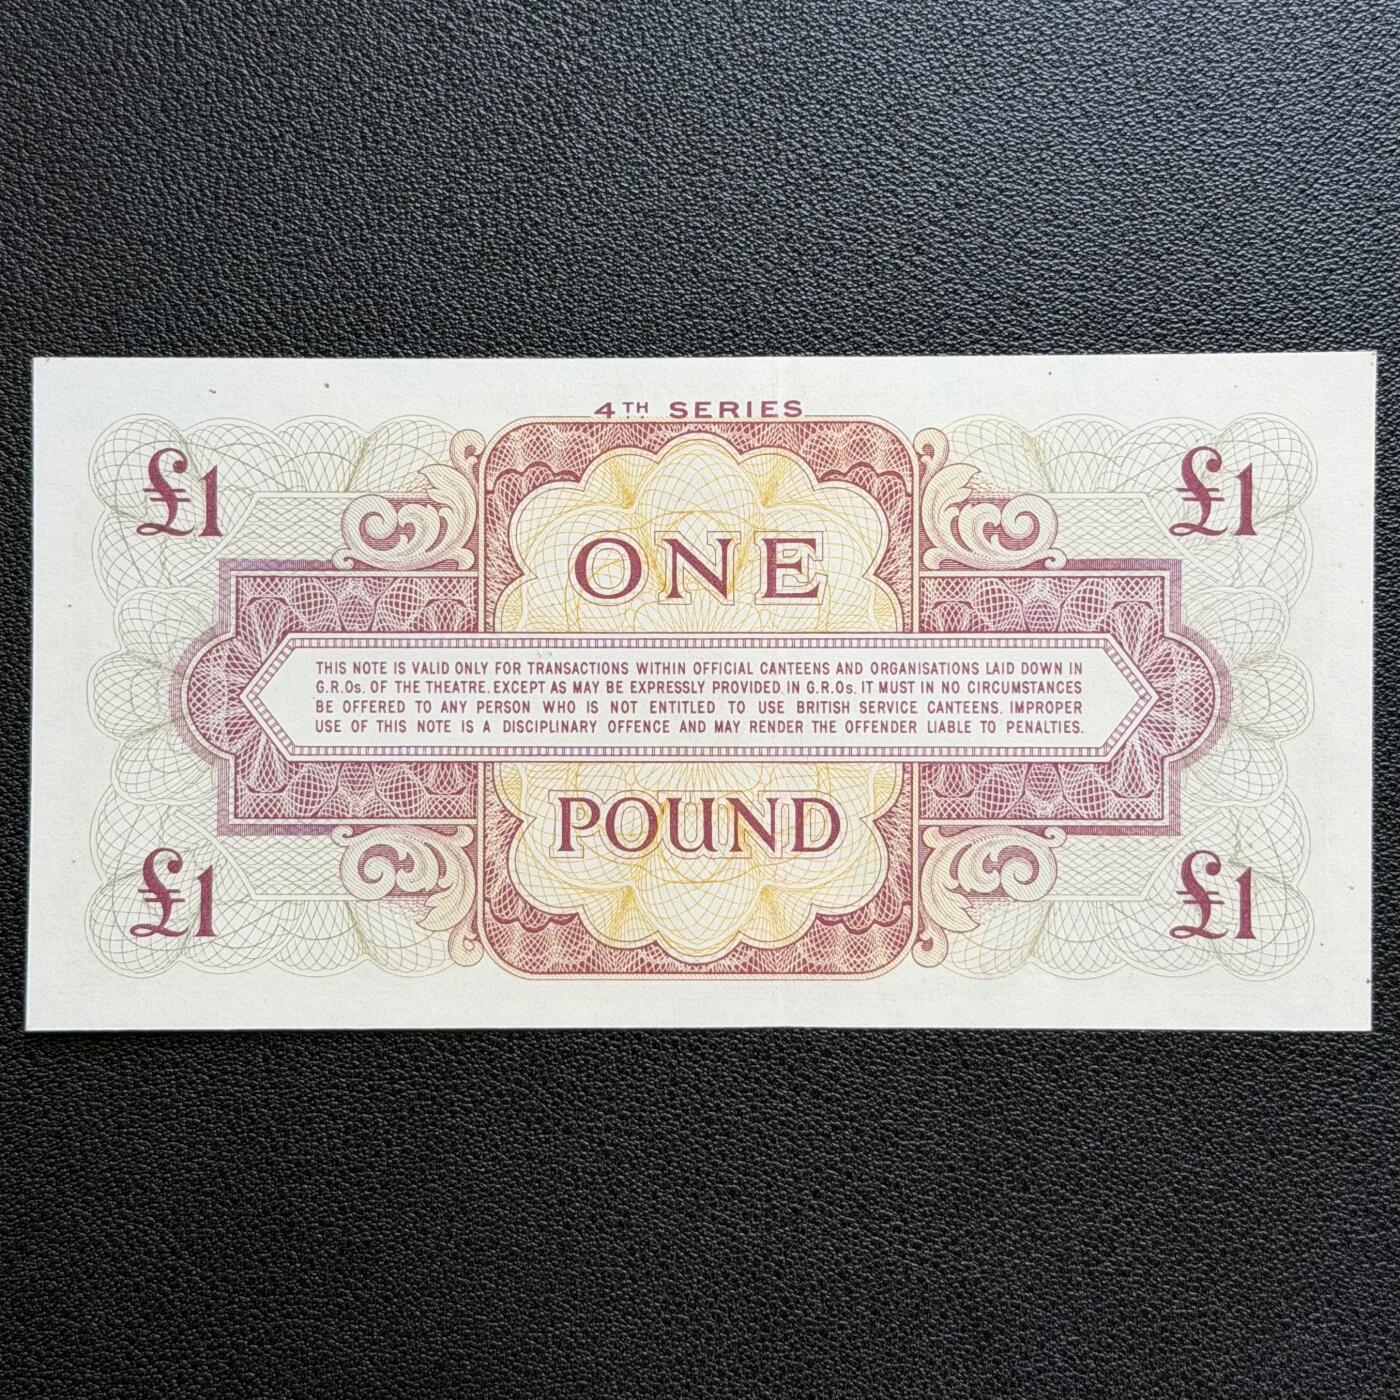 4TH SERIES
£1
£1
ONE
THIS NOTE IS VALID ONLY FOR TRANSACTIONS WITHIN OFFICIAL CANTEENS AND ORGANISATIONS LAID DOWN IN
G.R.Os. OF THE THEATRE. EXCEPT AS MAY BE EXPRESSLY PROVIDED IN G.R.Os. IT MUST IN NO CIRCUMSTANCES
BE OFFERED TO ANY PERSON WHO IS NOT ENTITLED TO USE BRITISH SERVICE CANTEENS. IMPROPER
USE OF THIS NOTE IS A DISCIPLINARY OFFENCE AND MAY RENDER THE OFFENDER LIABLE TO PENALTIES.
POUND
£1
£1